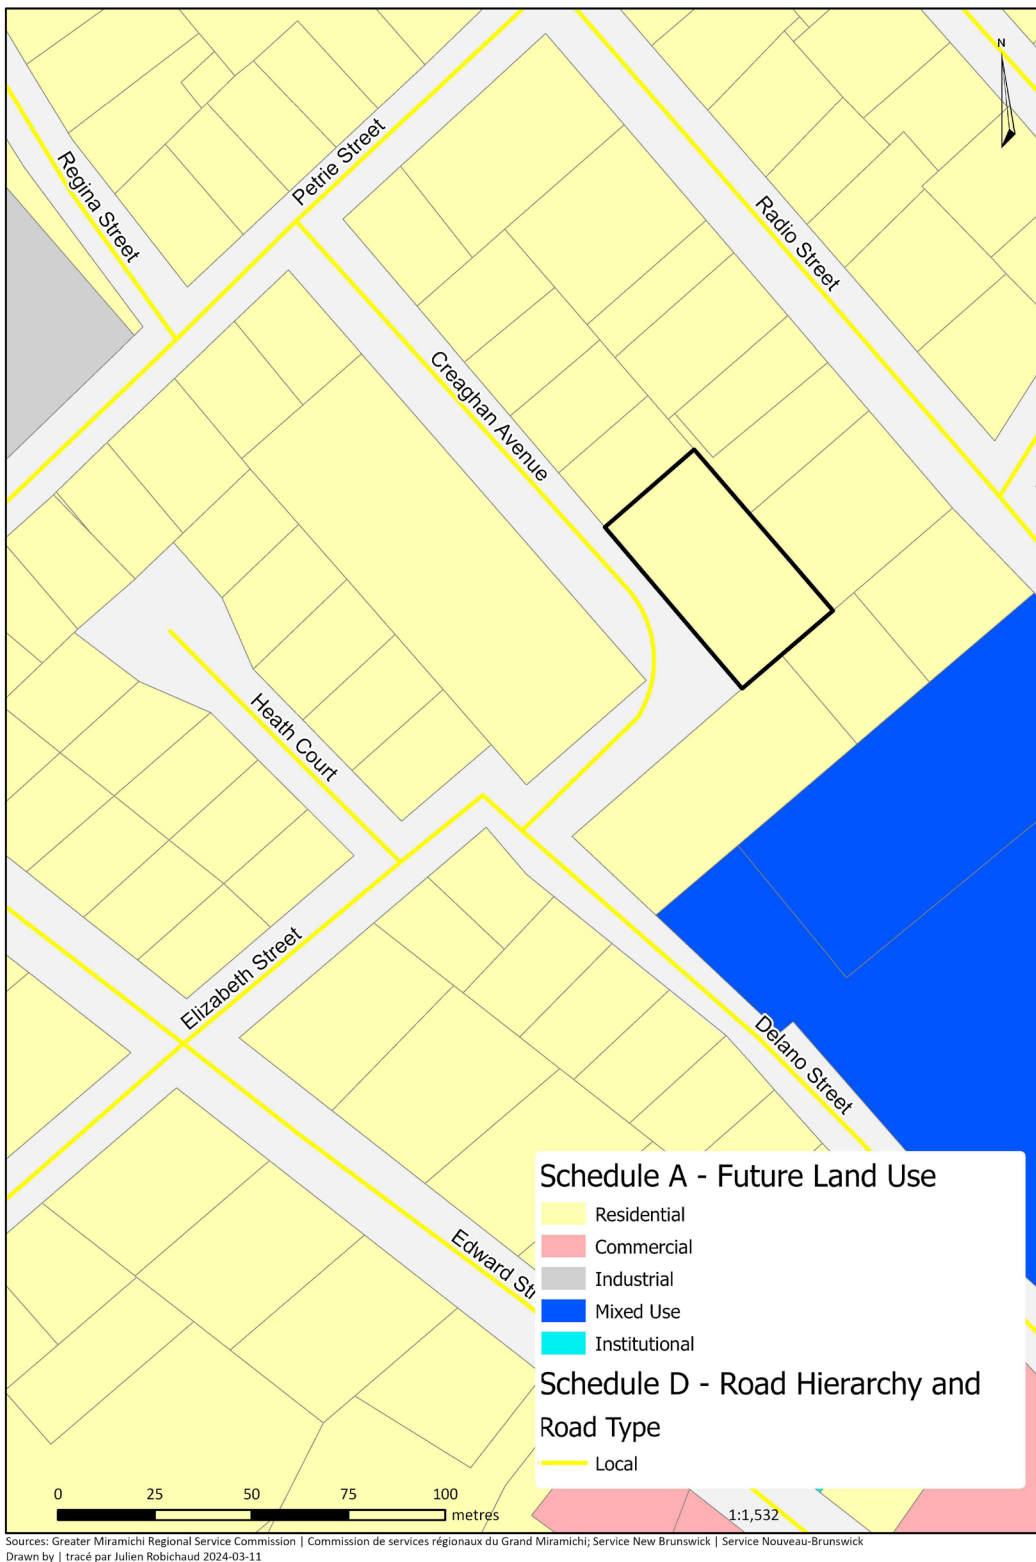 N
Regina Street
Petrie Street
Radio Street
Creaghan Avenue
Heath Court
Elizabeth Street
Delano Street
Edward
Schedule A - Future Land Use
Residential
Commercial
Industrial
Mixed Use
Institutional
Schedule D - Road Hierarchy and
Road Type
Local
0 25 50 75 100
metres
1:1,532
Sources: Greater Miramichi Regional Service Commission | Commission de services régionaux du Grand Miramichi; Service New Brunswick | Service Nouveau-Brunswick
Drawn by | tracé par Julien Robichaud 2024-03-11